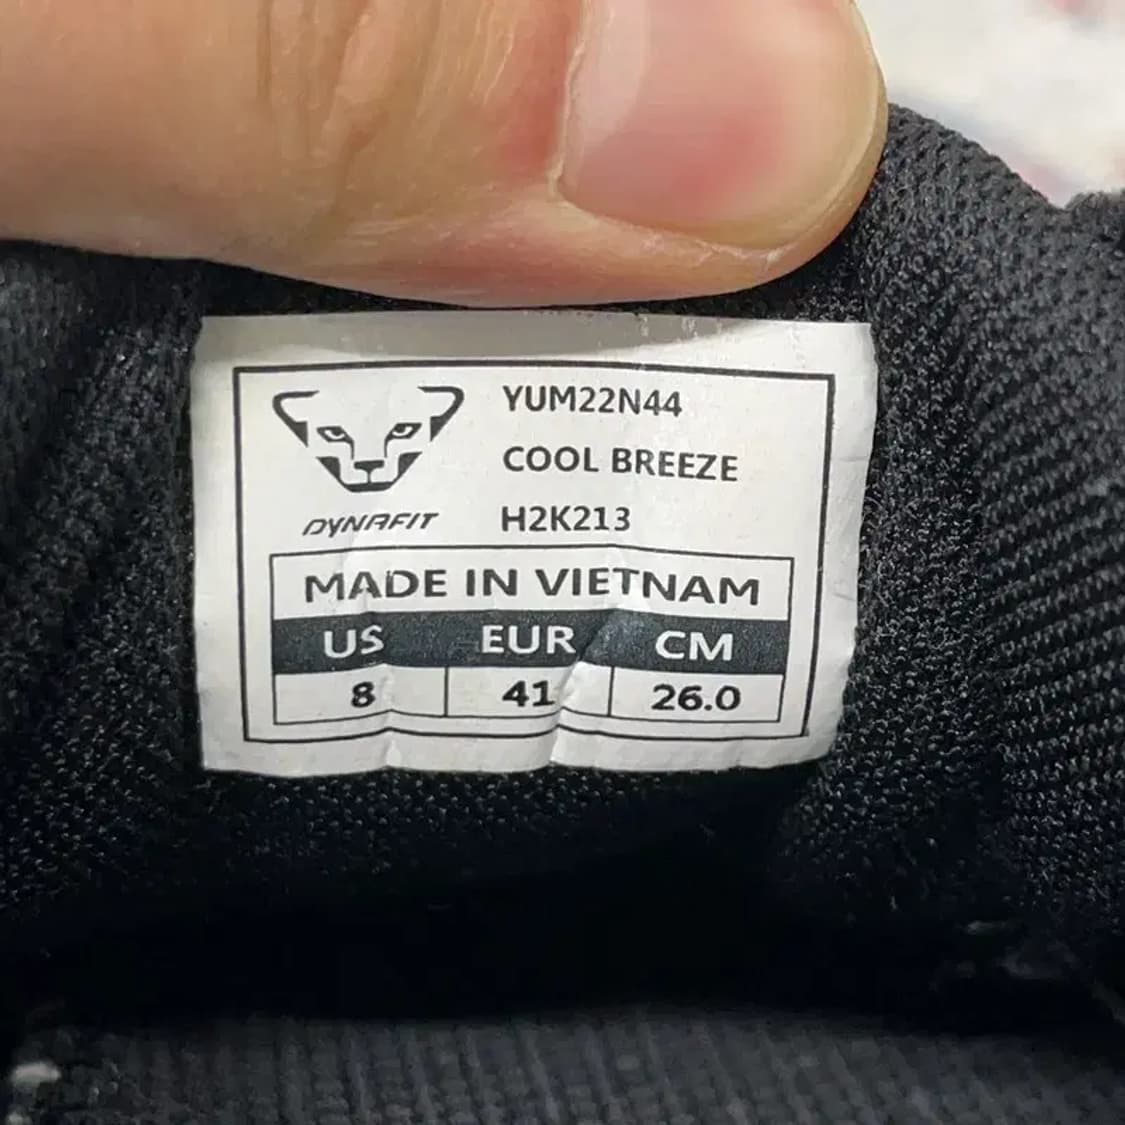 YUM22N44
COOL BREEZE
DYNAFIT H2K213
MADE IN VIETNAM
US EUR CM
8 41 26.0